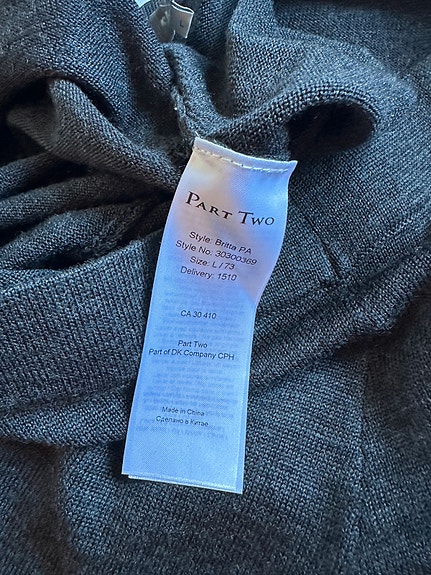 L
PART TWO
Style: Britta PA
Style No: 30300369
Size: L / 73
Delivery: 1510
CA 30 410
Part Two
Part of DK Company CPH
Made in China
Сделано в Китае